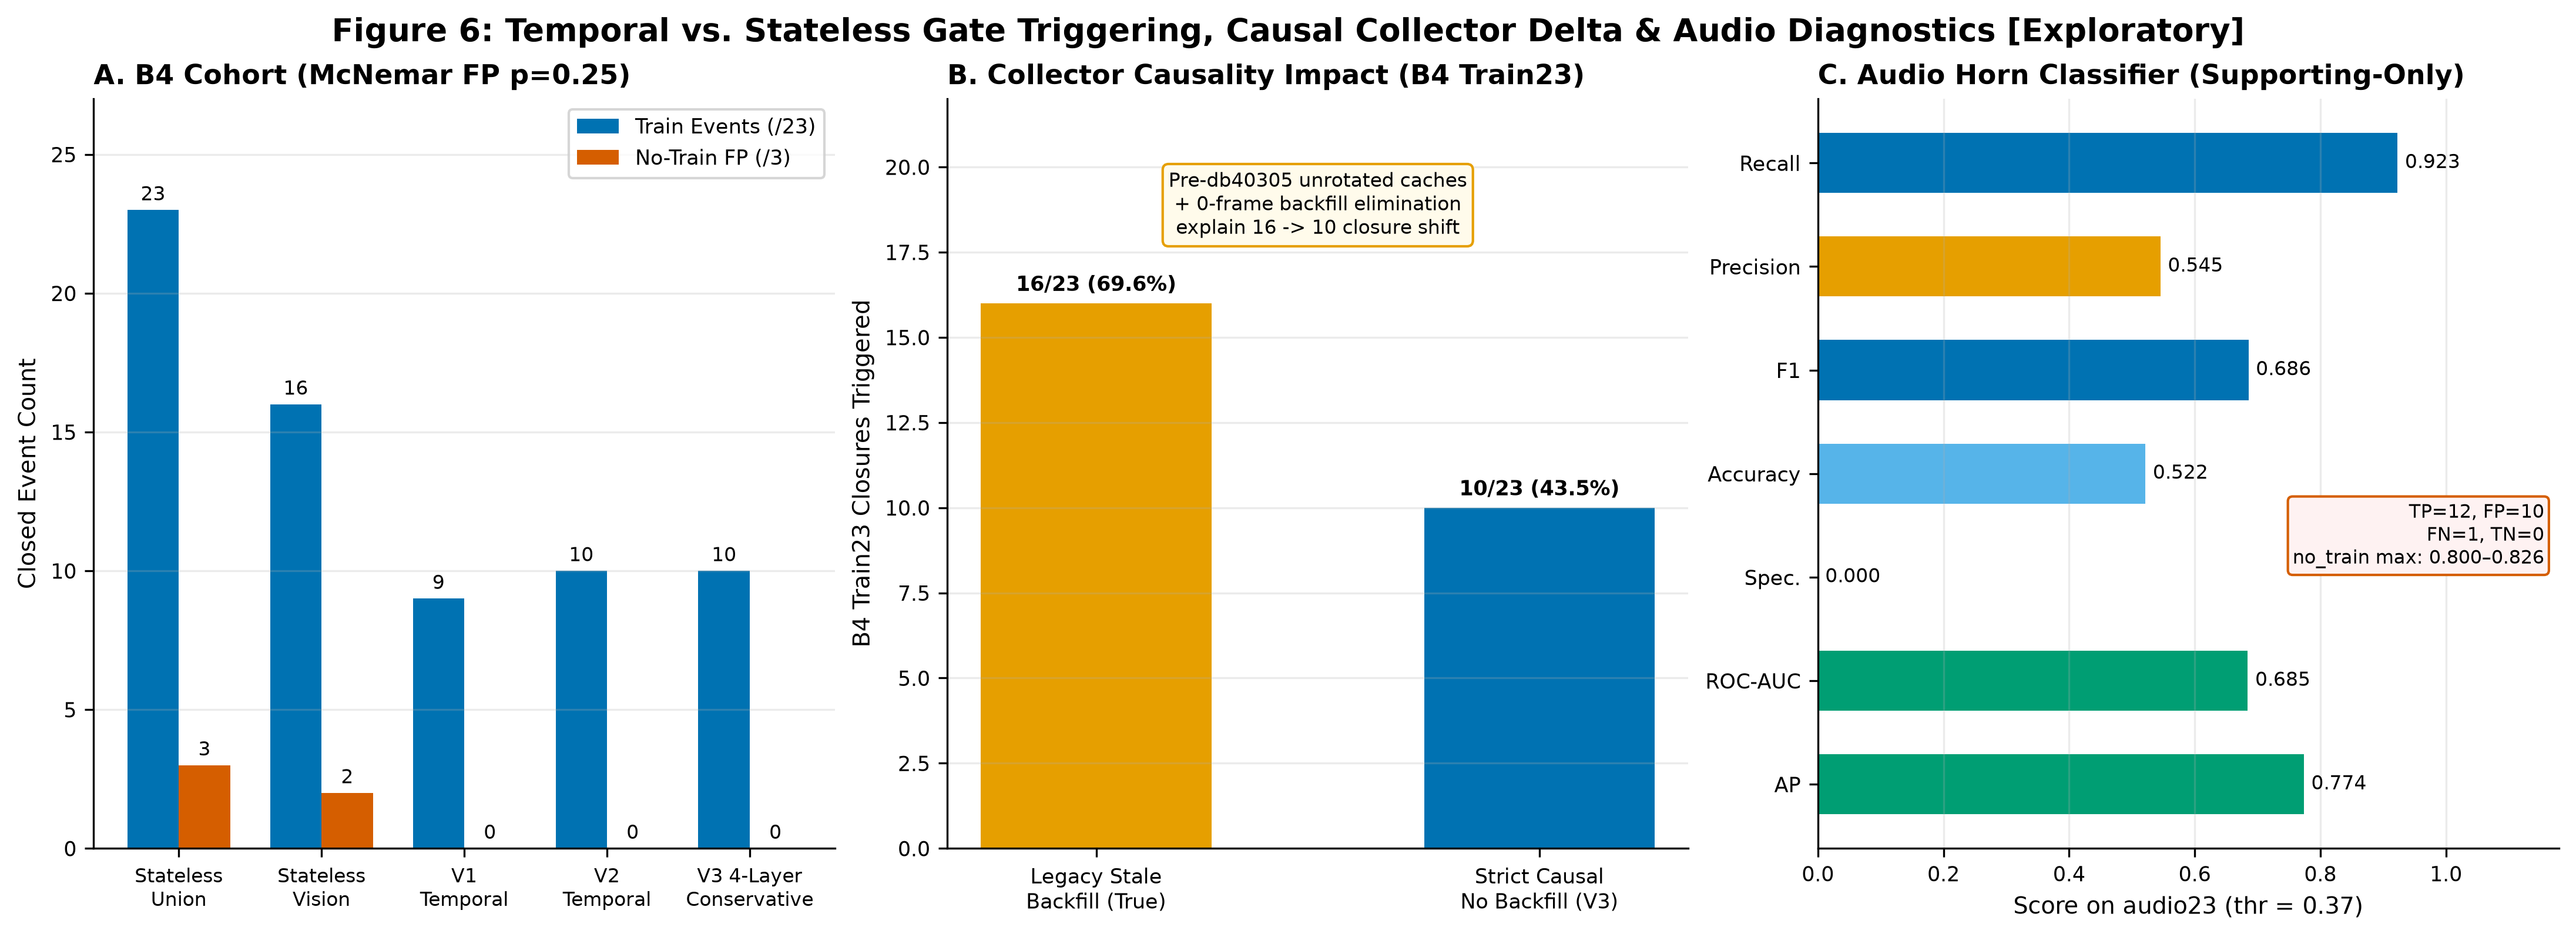 Figure 6: Temporal vs. Stateless Gate Triggering, Causal Collector Delta & Audio Diagnostics [Exploratory]
A. B4 Cohort (McNemar FP p=0.25)
Train Events (/23)
No-Train FP (/3)
Closed Event Count
25
20
15
10
5
0
23
3
16
2
9
0
10
0
10
0
Stateless
Union
Stateless
Vision
V1
Temporal
V2
Temporal
V3 4-Layer
Conservative
B. Collector Causality Impact (B4 Train23)
B4 Train23 Closures Triggered
20.0
17.5
15.0
12.5
10.0
7.5
5.0
2.5
0.0
Pre-db40305 unrotated caches
+ 0-frame backfill elimination
explain 16 -> 10 closure shift
16/23 (69.6%)
10/23 (43.5%)
Legacy Stale
Backfill (True)
Strict Causal
No Backfill (V3)
C. Audio Horn Classifier (Supporting-Only)
Recall
0.923
Precision
0.545
F1
0.686
Accuracy
0.522
Spec.
0.000
ROC-AUC
0.685
AP
0.774
TP=12, FP=10
FN=1, TN=0
no_train max: 0.800–0.826
0.0
0.2
0.4
0.6
0.8
1.0
Score on audio23 (thr = 0.37)